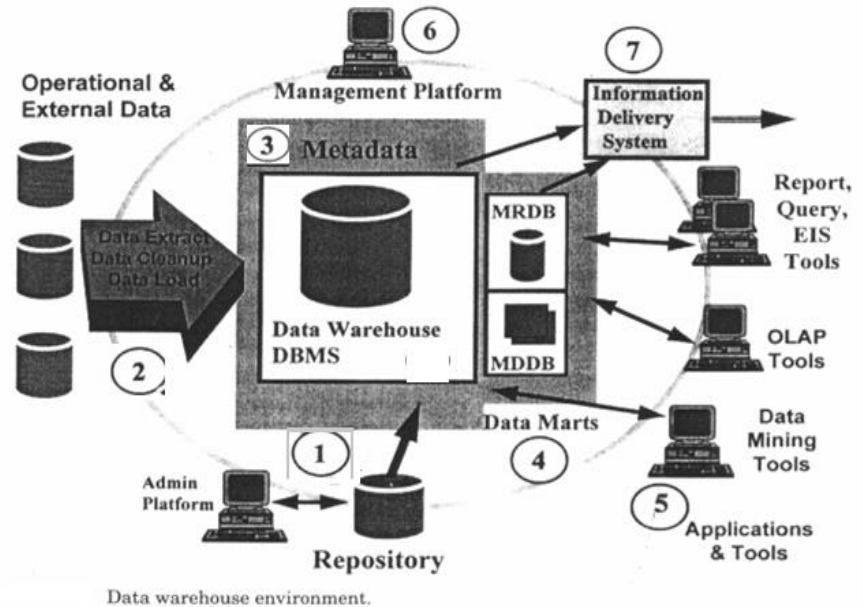 6
Management Platform
7
Information
Delivery
System
Operational &
External Data
3
Metadata
Data Extract
Data Cleanup
Data Load
2
Data Warehouse
DBMS
MRDB
MDDB
Report,
Query,
EIS
Tools
OLAP
Tools
Data
Mining
Tools
Data Marts
4
5
Applications
& Tools
1
Admin
Platform
Repository
Data warehouse environment.